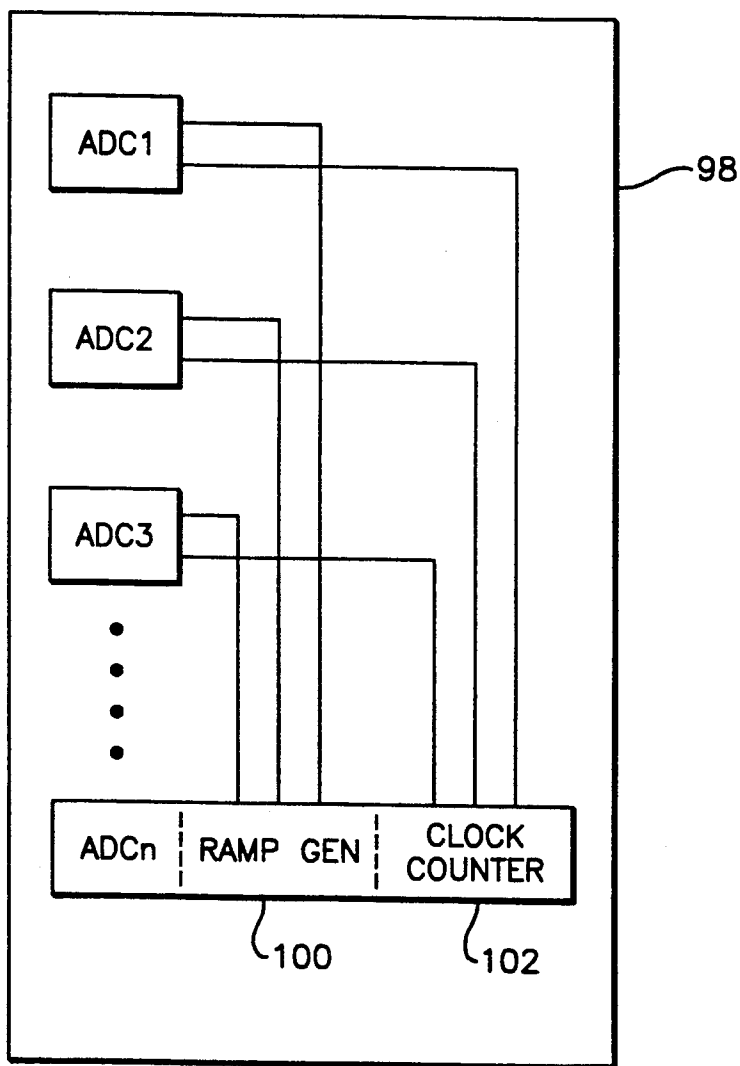 ADC1
98
ADC2
ADC3
ADCn
RAMP GEN
CLOCK
COUNTER
100
102